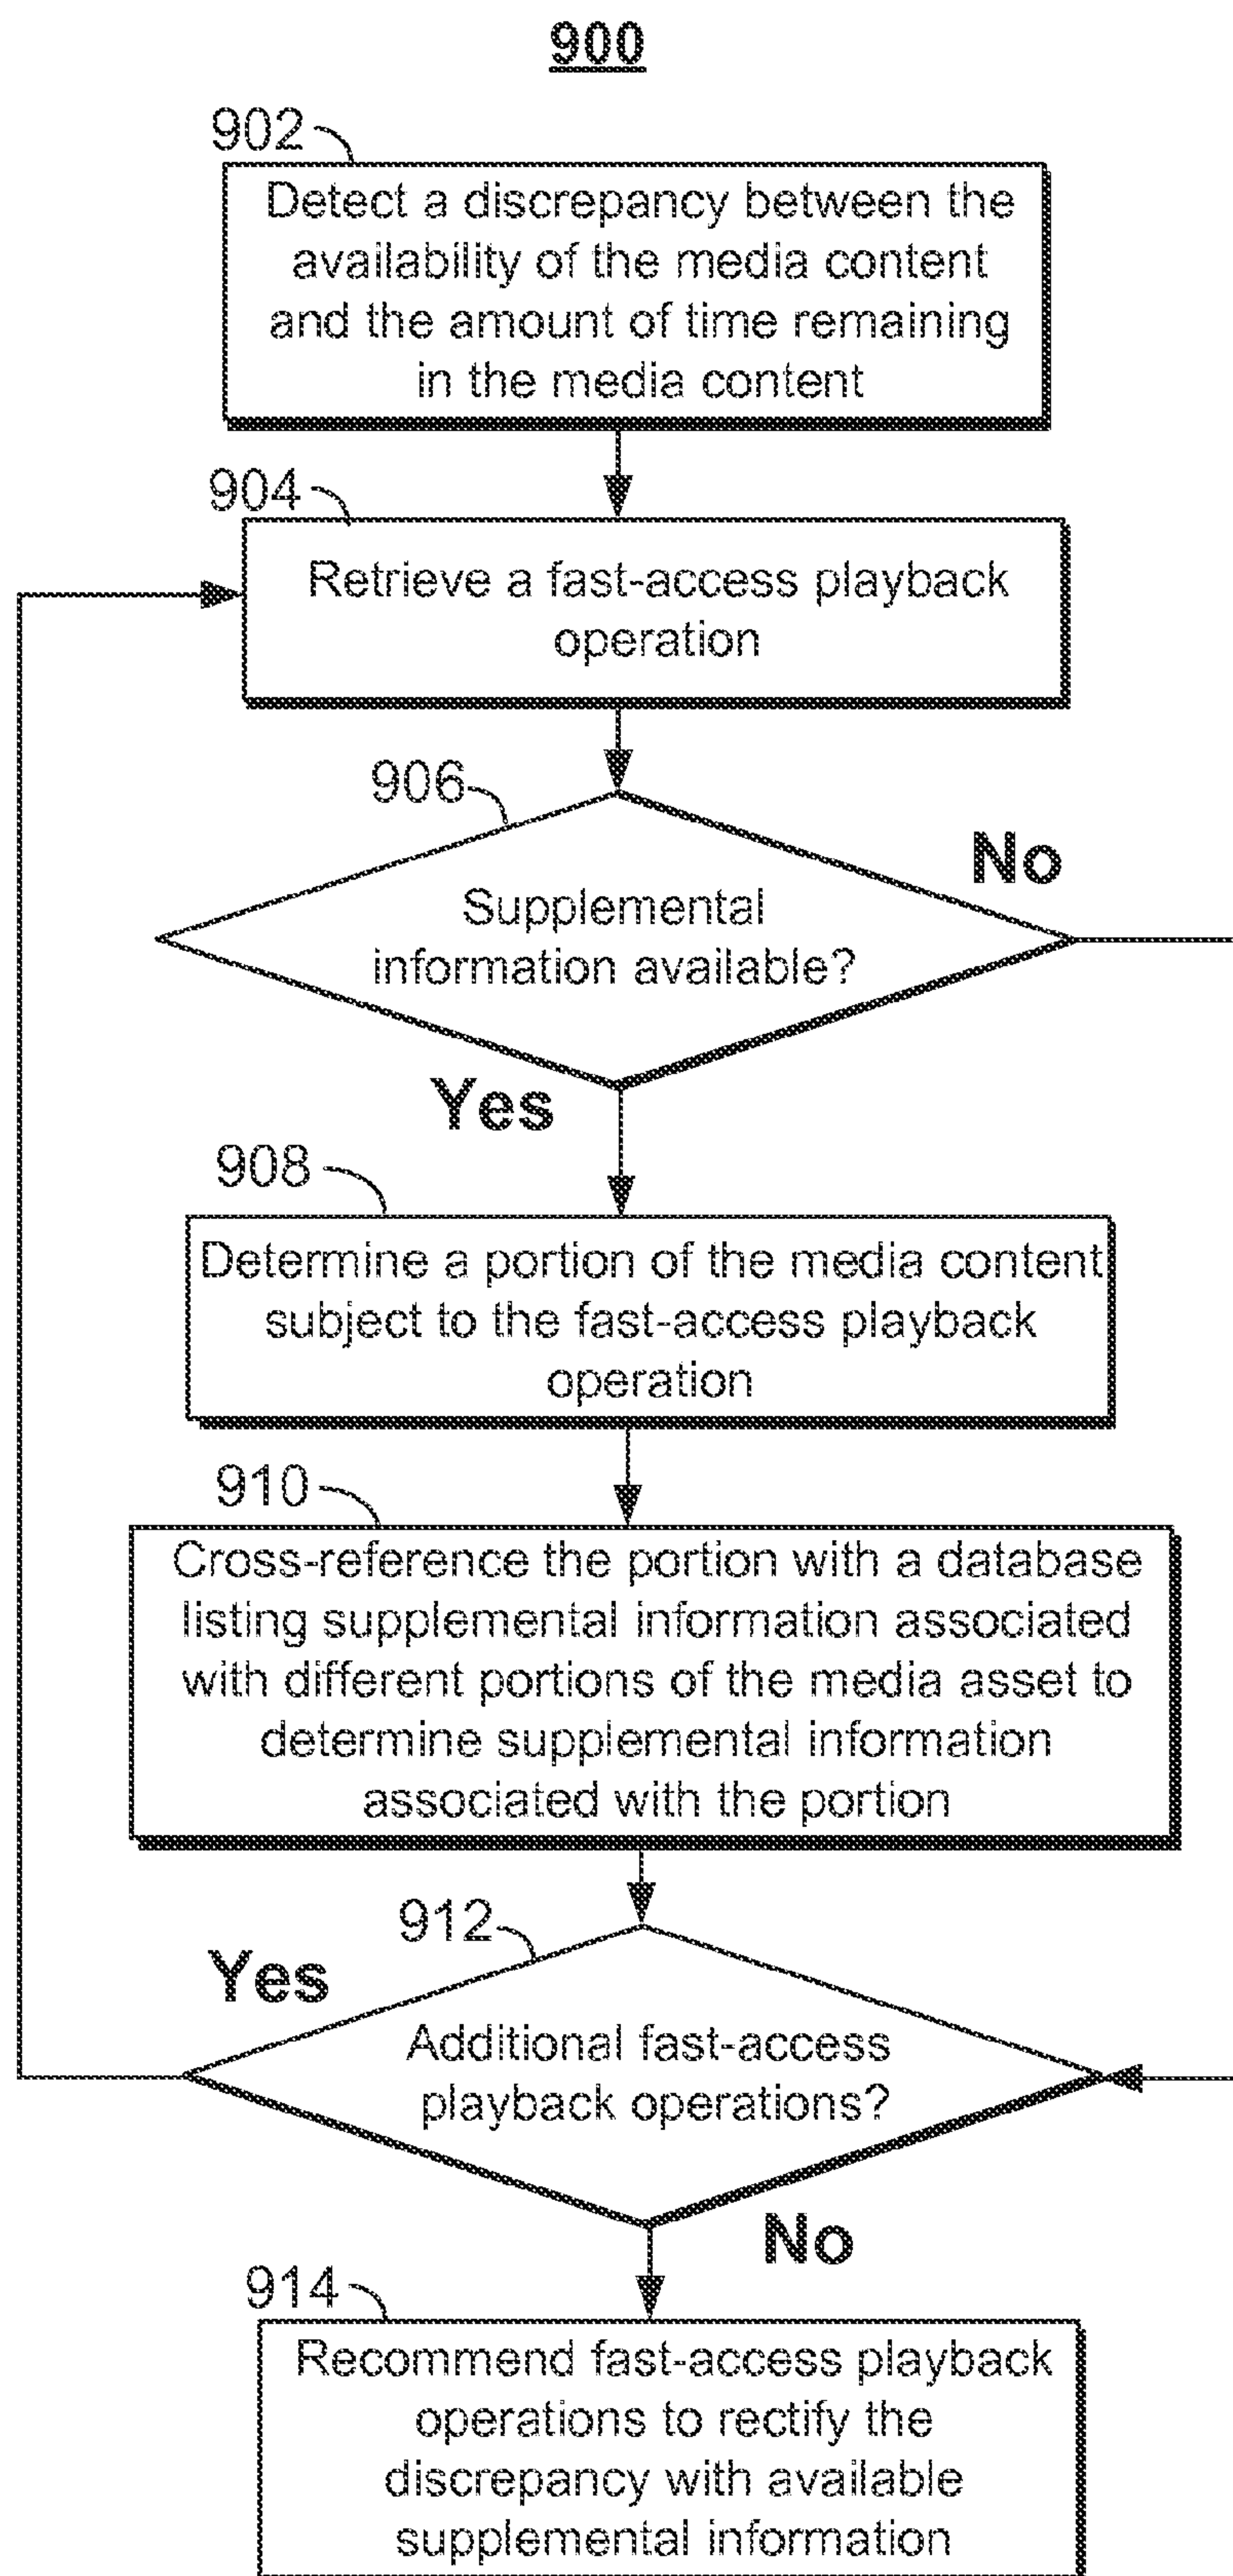 900
902
Detect a discrepancy between the
availability of the media content
and the amount of time remaining
in the media content
904
Retrieve a fast-access playback
operation
906
No
Supplemental
information available?
Yes
908
Determine a portion of the media content
subject to the fast-access playback
operation
910
Cross-reference the portion with a database
listing supplemental information associated
with different portions of the media asset to
determine supplemental information
associated with the portion
912
Yes
Additional fast-access
playback operations?
No
914
Recommend fast-access playback
operations to rectify the
discrepancy with available
supplemental information